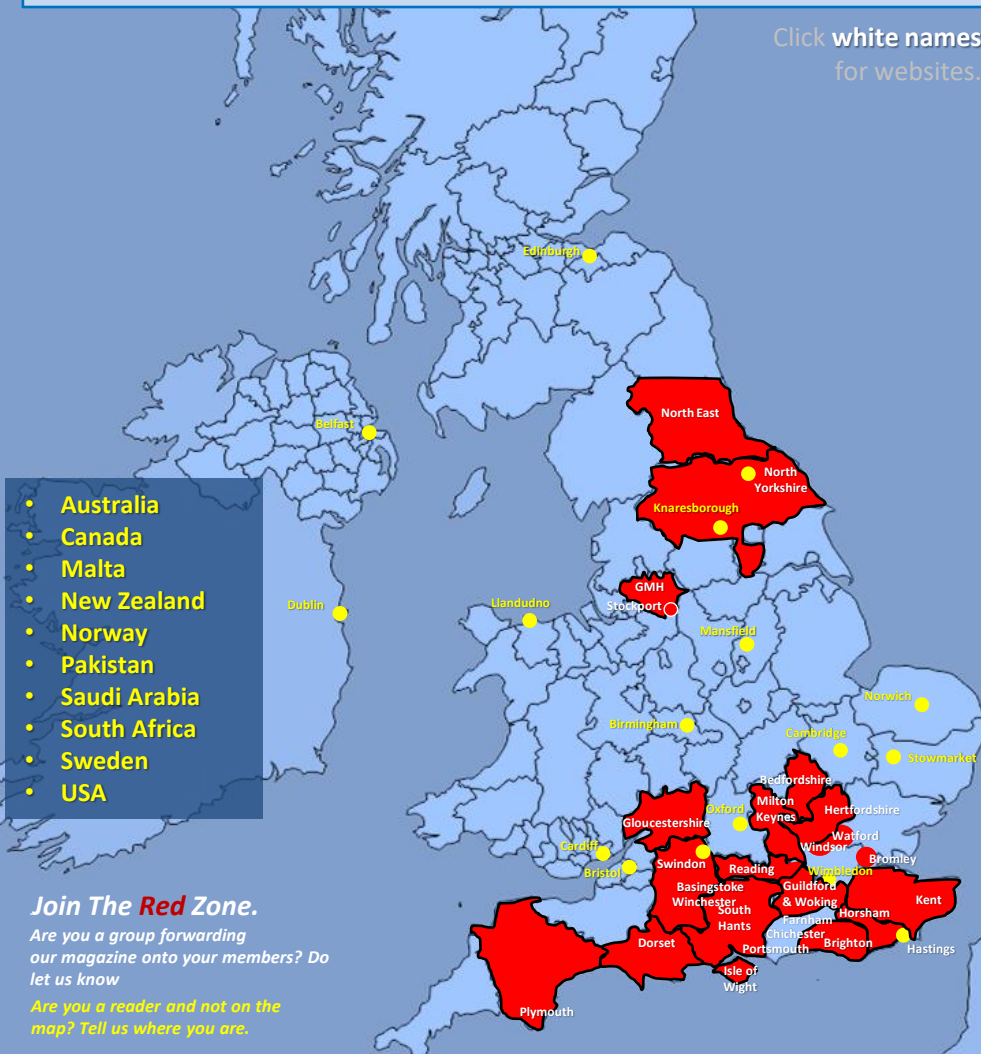 Click white names
for websites.
Edinburgh
North East
Belfast
North
Yorkshire
Knaresborough
• Australia
• Canada
• Malta
• New Zealand
• Norway
• Pakistan
• Saudi Arabia
• South Africa
• Sweden
• USA
GMH
Stockport
Dublin
Llandudno
Mansfield
Norwich
Birmingham
Cambridge
Stowmarket
Bedfordshire
Milton
Keynes
Hertfordshire
Oxford
Gloucestershire
Watford
Windsor
Cardiff
Bristol
Swindon
Reading
Wimbledon
Bromley
Basingstoke
Winchester
Guildford
& Woking
Kent
South
Hants
Horsham
Farnham
Chichester
Dorset
Portsmouth
Brighton
Hastings
Isle of
Wight
Plymouth
Join The Red Zone.
Are you a group forwarding
our magazine onto your members? Do
let us know
Are you a reader and not on the
map? Tell us where you are.